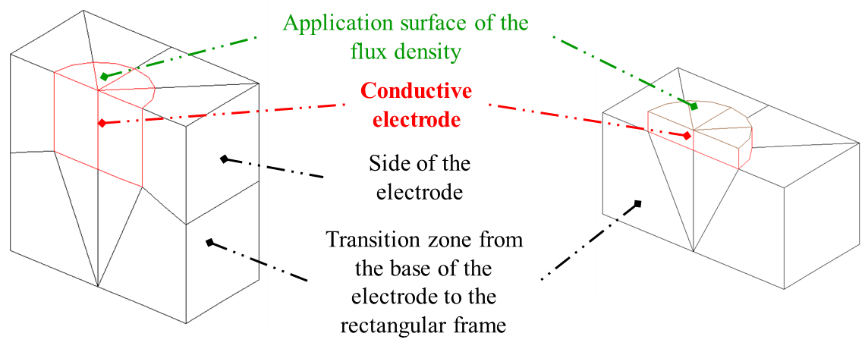 Application surface of the
flux density
Conductive
electrode
Side of the
electrode
Transition zone from
the base of the
electrode to the
rectangular frame